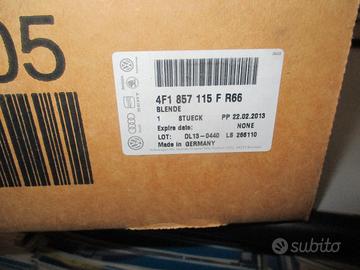 05
4F1 857 115 F R66
BLENDE
1 STUECK PP 22.02.2013
Expire date: NONE
LOT: DL13-0440 LS 266110
Made in GERMANY
subito